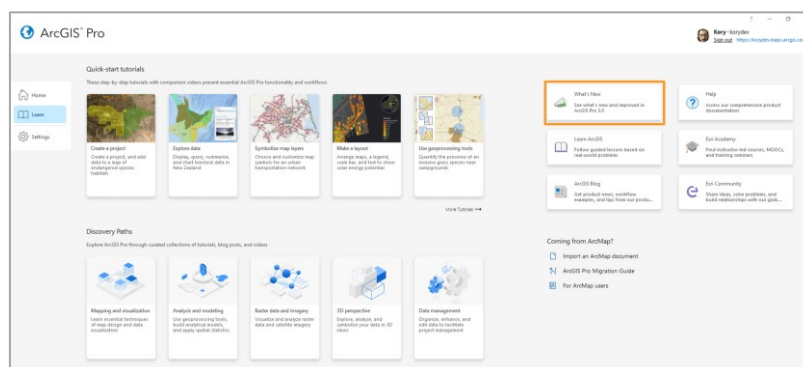 ArcGIS® Pro
Kory - korydev
Sign out https://korydev.maps.arcgis.co
Home
Learn
Settings
Quick-start tutorials
These step-by-step tutorials with companion videos present essential ArcGIS Pro functionality and workflows
Create a project
Create a project, and add
data to a map of
endangered species
habitats
Explore data
Display, query, summarize,
and chart livestock data in
New Zealand
Symbolize map layers
Choose and customize map
symbols for an urban
transportation network
Make a layout
Arrange maps, a legend,
scale bar, and text to show
solar energy potential
Use geoprocessing tools
Quantify the presence of an
invasive grass species near
campgrounds
More Tutorials →
Discovery Paths
Explore ArcGIS Pro through curated collections of tutorials, blog posts, and videos
Mapping and visualization
Learn essential techniques
of map design and data
visualization
Analysis and modeling
Use geoprocessing tools,
build analytical models,
and apply spatial statistics
Raster data and imagery
Visualize and analyze raster
data and satellite imagery
3D perspective
Explore, analyze, and
symbolize your data in 3D
views
Data management
Organize, enhance, and
edit data to facilitate
project management
What's New
See what's new and improved in
ArcGIS Pro 3.0
Help
Access our comprehensive product
documentation
Learn ArcGIS
Follow guided lessons based on
real-world problems
Esri Academy
Find instructor-led courses, MOOCs,
and training seminars
ArcGIS Blog
Get product news, workflow
examples, and tips from our produ...
Esri Community
Share ideas, solve problems, and
build relationships with our glob...
Coming from ArcMap?
Import an ArcMap document
ArcGIS Pro Migration Guide
For ArcMap users